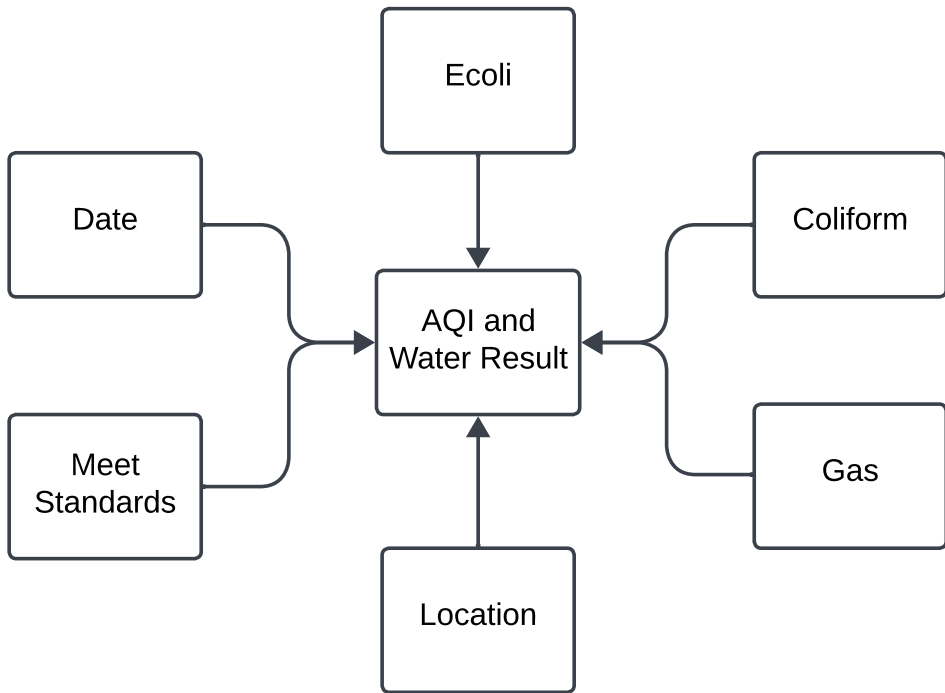 Ecoli
Date
Coliform
AQI and
Water Result
Meet
Standards
Gas
Location